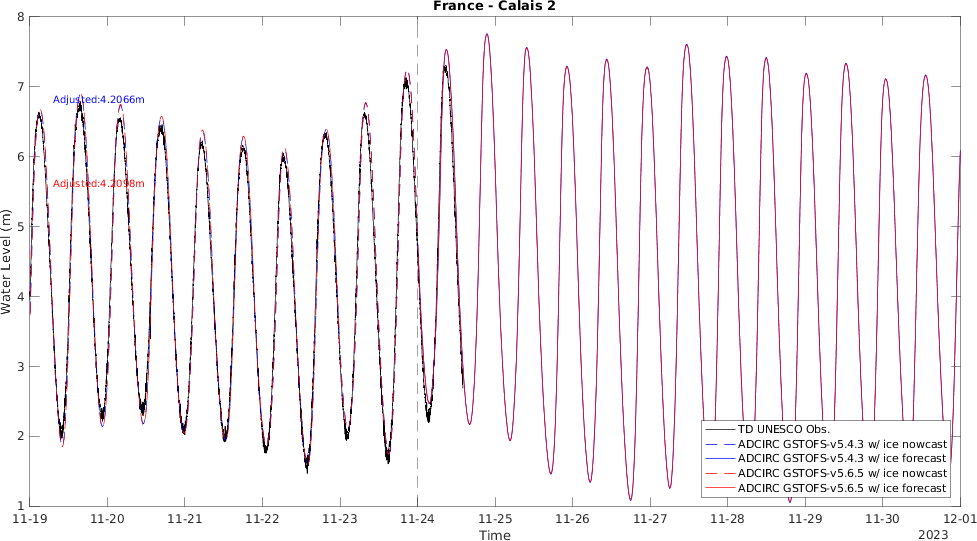 France - Calais 2
8
7
6
5
4
3
2
1
Water Level (m)
Adjusted:4.2066m
Adjusted:4.2098m
TD UNESCO Obs.
ADCIRC GSTOFS-v5.4.3 w/ ice nowcast
ADCIRC GSTOFS-v5.4.3 w/ ice forecast
ADCIRC GSTOFS-v5.6.5 w/ ice nowcast
ADCIRC GSTOFS-v5.6.5 w/ ice forecast
11-19 11-20 11-21 11-22 11-23 11-24 11-25 11-26 11-27 11-28 11-29 11-30 12-01
Time
2023